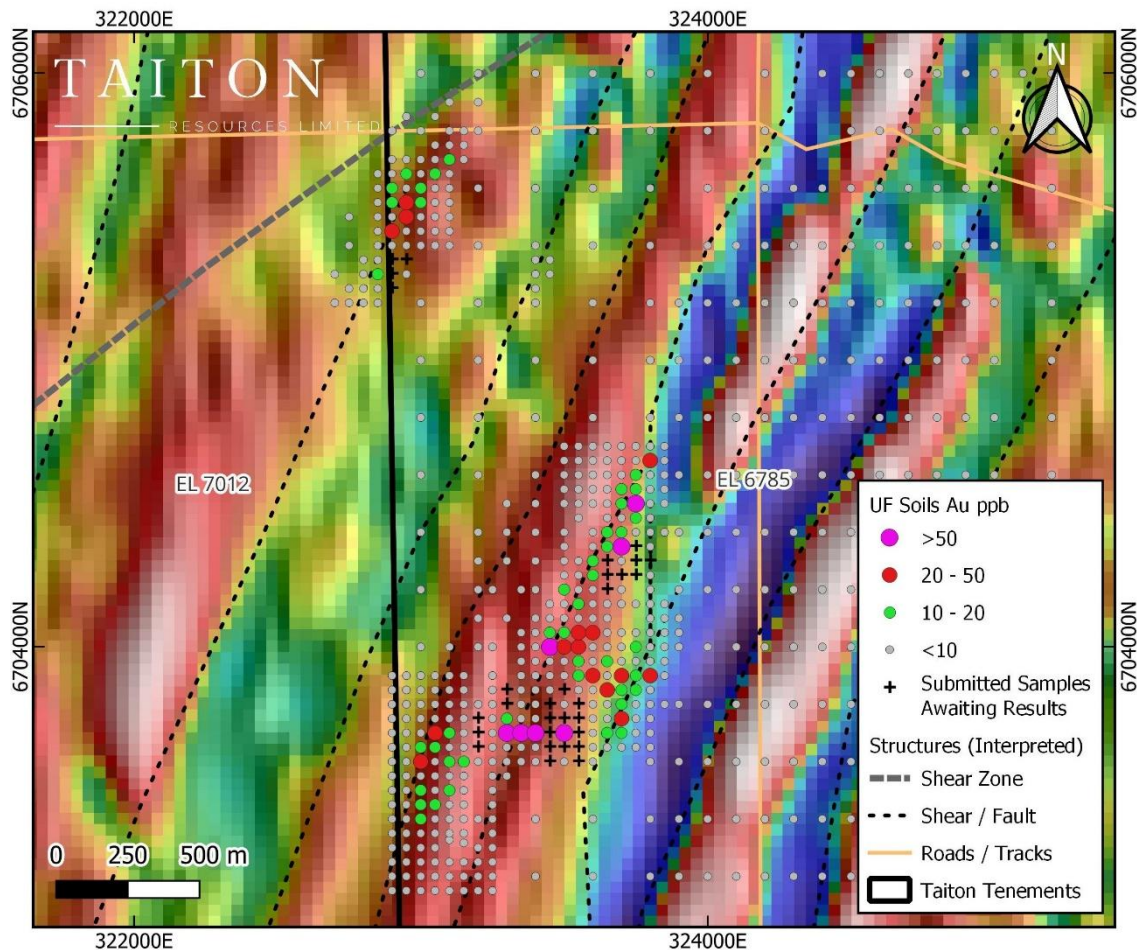 322000E
324000E
6706000N
TAITON
RESOURCES LIMITED
N
6706000N
EL 7012
EL 6785
UF Soils Au ppb
>50
20 - 50
10 - 20
<10
Submitted Samples
Awaiting Results
Structures (Interpreted)
Shear Zone
Shear / Fault
Roads / Tracks
Taiton Tenements
6704000N
6704000N
0 250 500 m
322000E
324000E